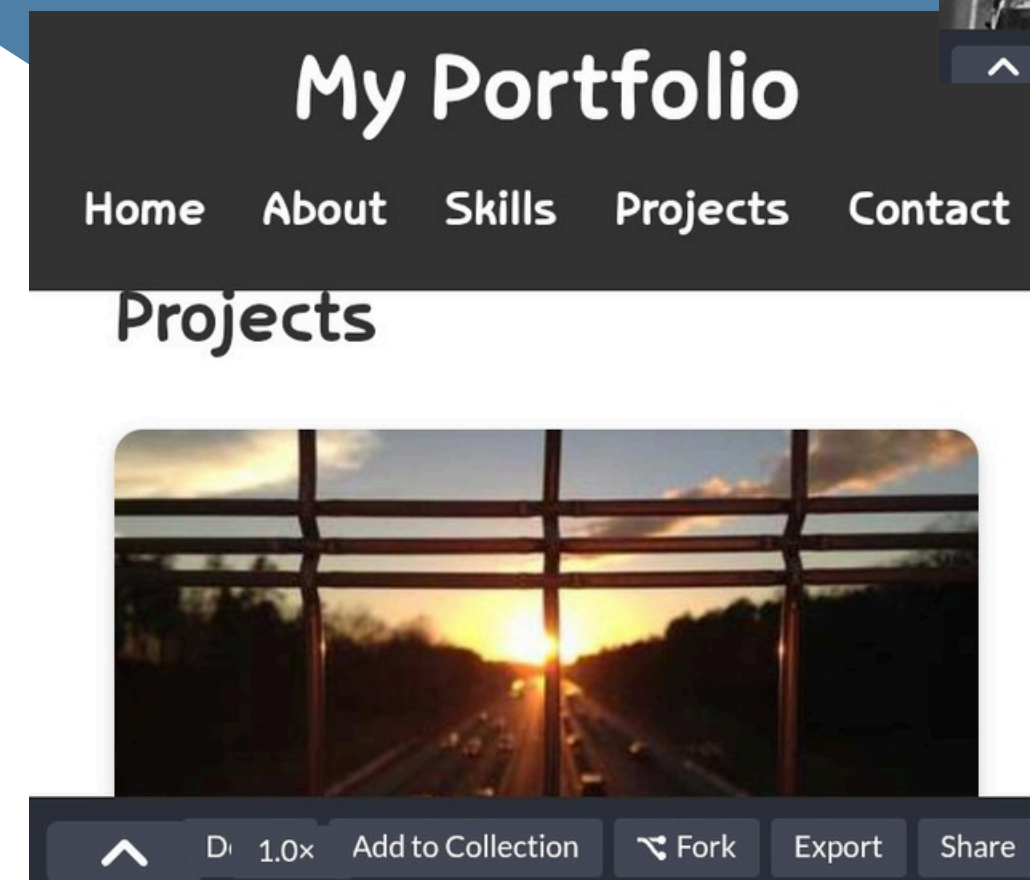 My Portfolio
Home About Skills Projects Contact
Projects
1.0× Add to Collection Fork Export Share